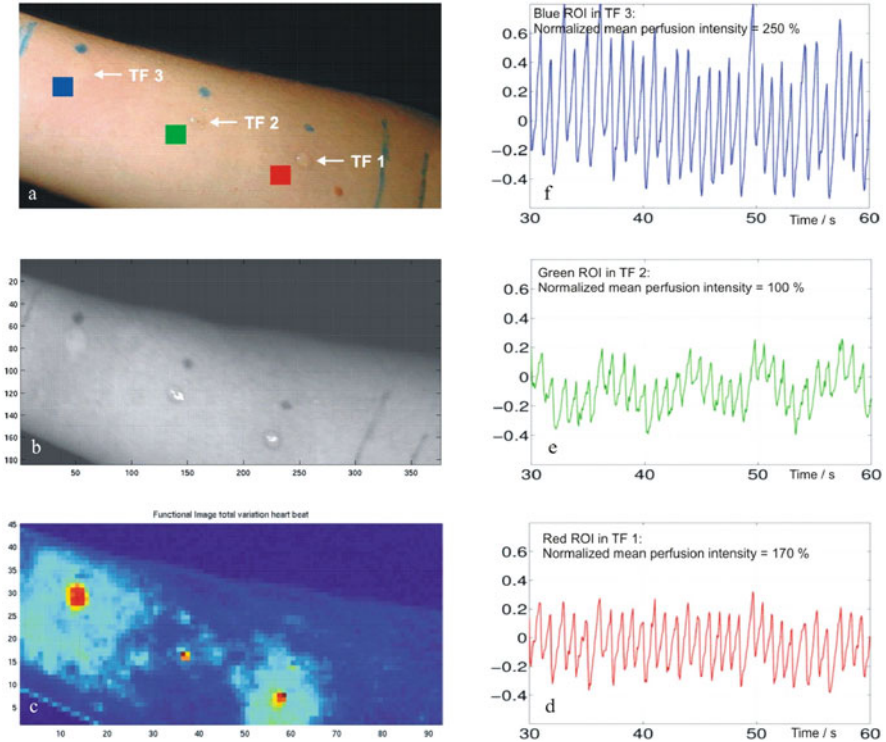 TF 3
TF 2
TF 1
a
20
40
60
80
100
120
140
160
180
50 100 150 200 250 300 350
b
Functional Image total variation heart beat
45
40
35
30
25
20
15
10
5
10 20 30 40 50 60 70 80 90
c
Blue ROI in TF 3:
Normalized mean perfusion intensity = 250 %
0.6
0.4
0.2
0
−0.2
−0.4
f
30 40 50 Time / s 60
Green ROI in TF 2:
Normalized mean perfusion intensity = 100 %
0.6
0.4
0.2
0
−0.2
−0.4
e
30 40 50 Time / s 60
Red ROI in TF 1:
Normalized mean perfusion intensity = 170 %
0.6
0.4
0.2
0
−0.2
−0.4
d
30 40 50 Time / s 60